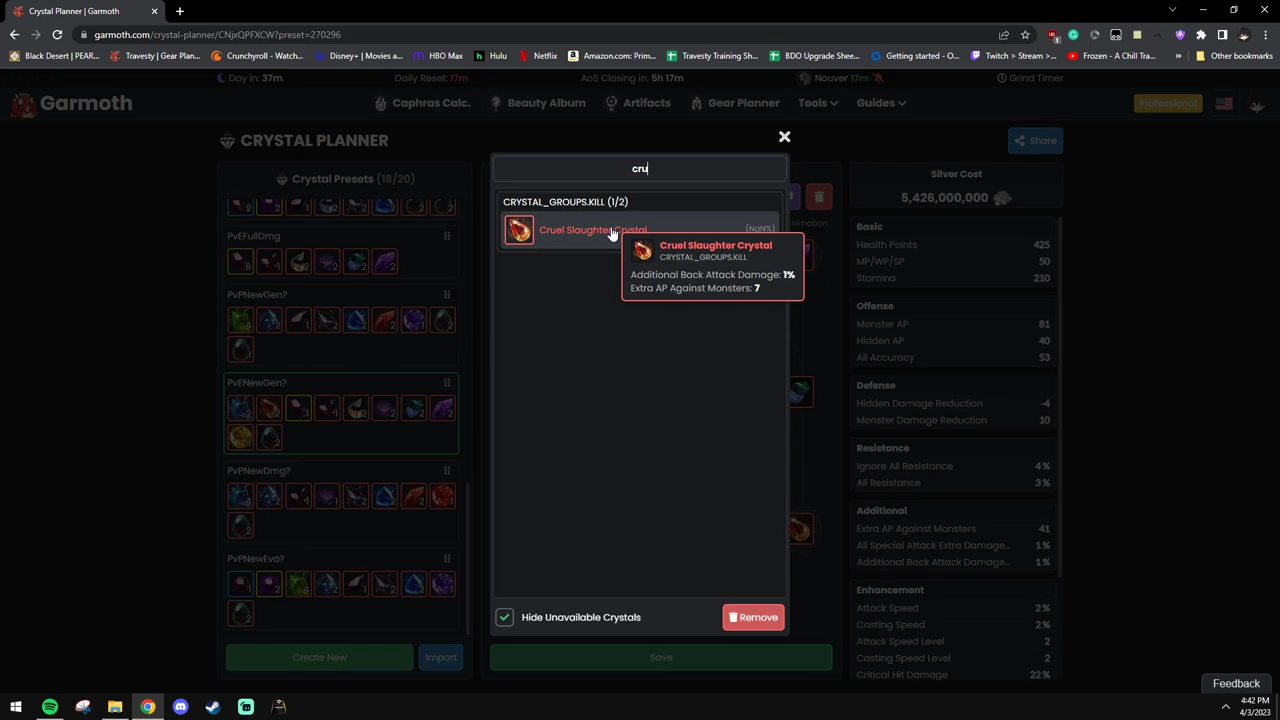 Crystal Planner | Garmoth.com
garmoth.com/crystal-planner/CNjxQPFXCW?preset=270296
Black Desert | PEAR...
Travesty | Gear Plan...
Crunchyroll - Watch...
Disney+ | Movies a...
HBO Max
Hulu
Netflix
Amazon.com: Prim...
Travesty Training Sh...
BDO Upgrade Shee...
Getting started - O...
Twitch > Stream >...
Frozen - A Chill Tra...
»
Other bookmarks
Day in: 37m
Daily Reset: 17m
AoS Closing in: 5h 17m
Nouver 17m
Grind Timer
Garmoth
Caphras Calc.
Beauty Album
Artifacts
Gear Planner
Tools
Guides
Professional
CRYSTAL PLANNER
Share
Crystal Presets (18/20)
PvEFullDmg
6
1
2
2
2
2
PvPNewGen?
PvENewGen?
PvPNewDmg?
PvPNewEva?
Create New
Import
cru
CRYSTAL_GROUPS.KILL (1/2)
Cruel Slaughter Crystal
(NaN%)
Cruel Slaughter Crystal
CRYSTAL_GROUPS.KILL
Additional Back Attack Damage: 1%
Extra AP Against Monsters: 7
Hide Unavailable Crystals
Remove
Save
Silver Cost
5,426,000,000
Basic
Health Points 425
MP/WP/SP 50
Stamina 210
Offense
Monster AP 81
Hidden AP 40
All Accuracy 53
Defense
Hidden Damage Reduction -4
Monster Damage Reduction 10
Resistance
Ignore All Resistance 4%
All Resistance 3%
Additional
Extra AP Against Monsters 41
All Special Attack Extra Damage... 1%
Additional Back Attack Damage... 1%
Enhancement
Attack Speed 2%
Casting Speed 2%
Attack Speed Level 2
Casting Speed Level 2
Critical Hit Damage 22%
Feedback
4:42 PM
4/3/2023